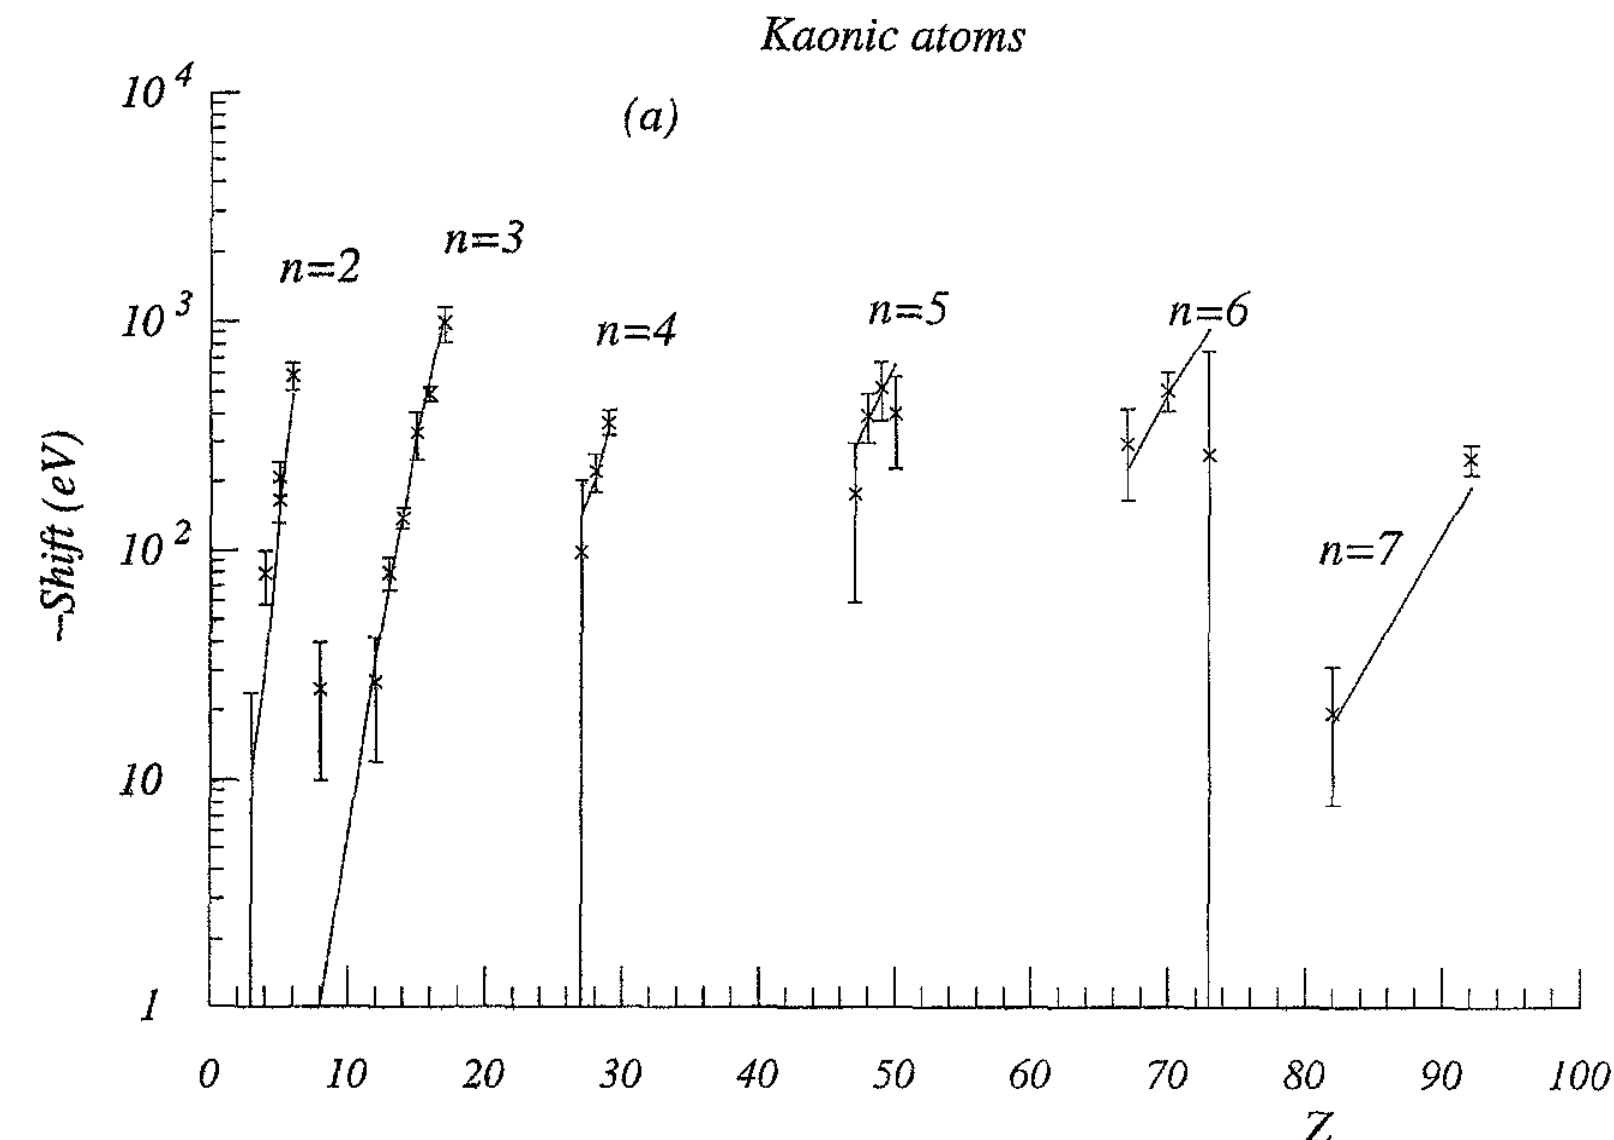 Kaonic atoms
(a)
10^4
10^3
10^2
10
1
−Shift (eV)
n=2
n=3
n=4
n=5
n=6
n=7
0 10 20 30 40 50 60 70 80 90 100
Z